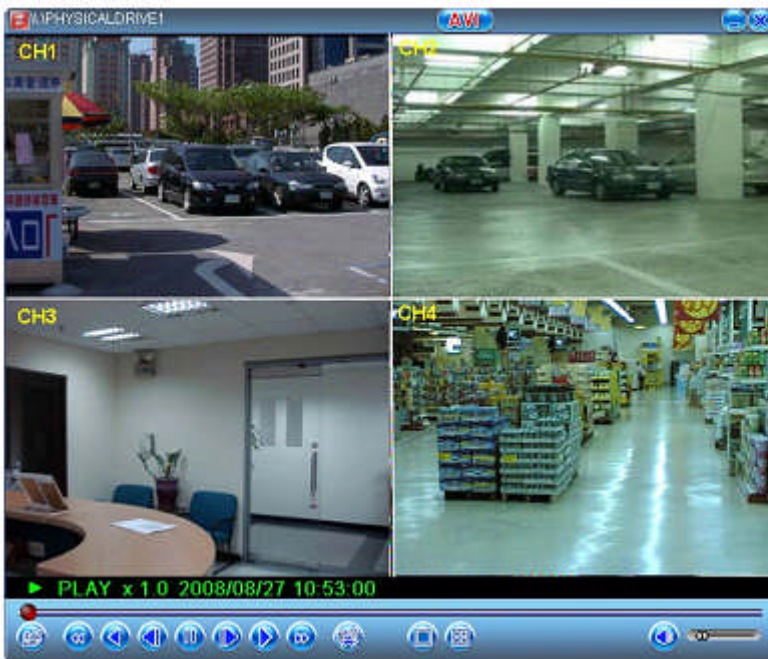 \\.\PHYSICALDRIVE1
AVI
CH1
CH2
CH3
CH4
PLAY x 1.0 2008/08/27 10:53:00